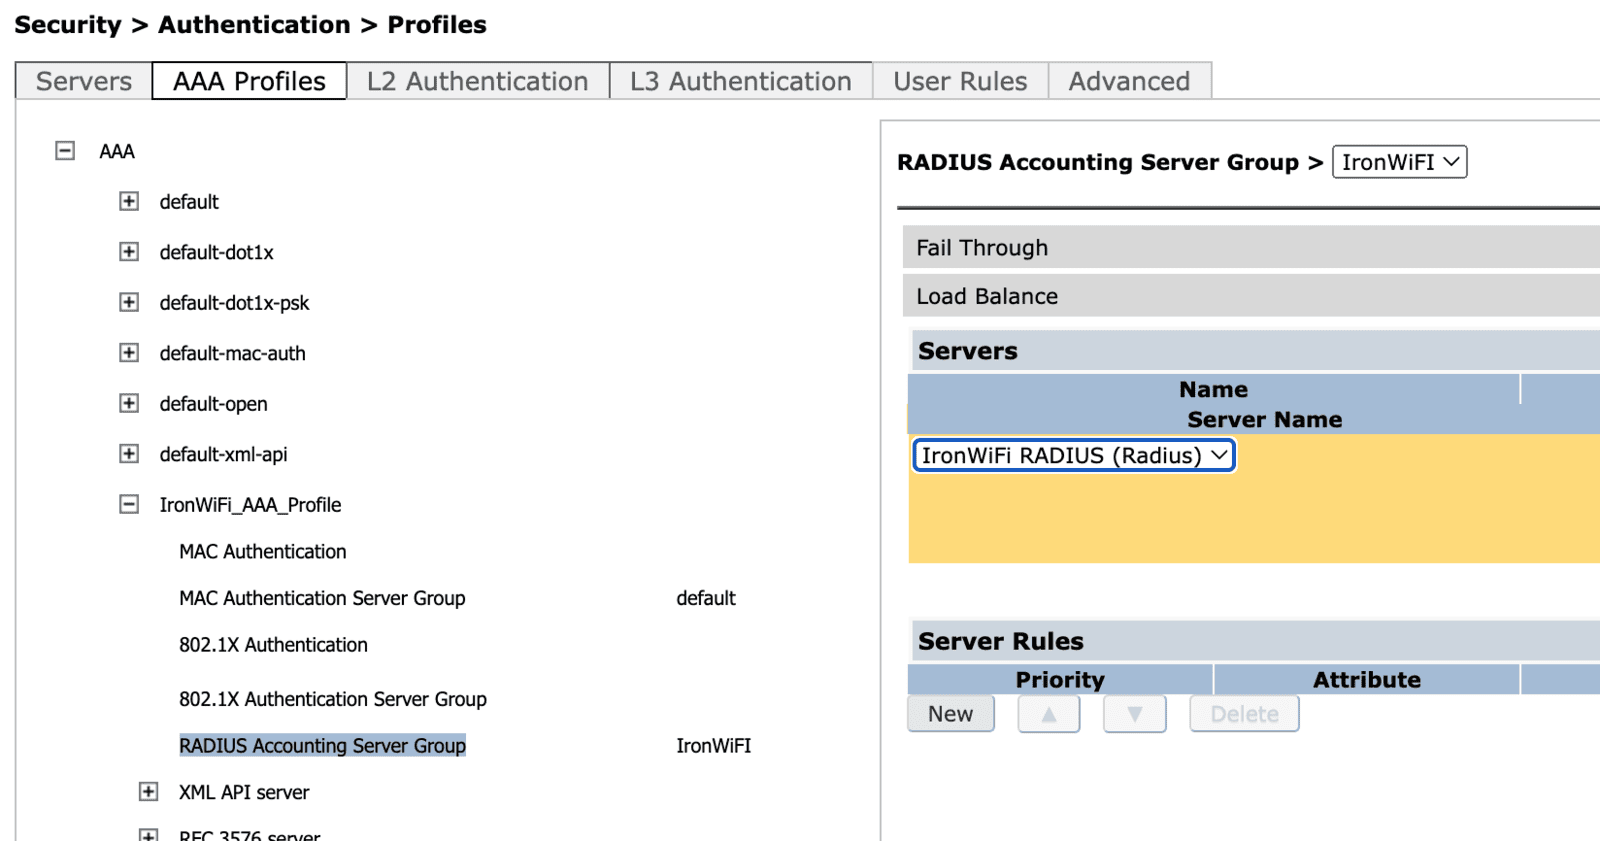 Security > Authentication > Profiles
Servers AAA Profiles L2 Authentication L3 Authentication User Rules Advanced
AAA
default
default-dot1x
default-dot1x-psk
default-mac-auth
default-open
default-xml-api
IronWiFi_AAA_Profile
MAC Authentication
MAC Authentication Server Group default
802.1X Authentication
802.1X Authentication Server Group
RADIUS Accounting Server Group IronWiFI
XML API server
RFC 3576 server
RADIUS Accounting Server Group > IronWiFI
Fail Through
Load Balance
Servers
Name
Server Name
IronWiFi RADIUS (Radius)
Server Rules
Priority Attribute
New Delete